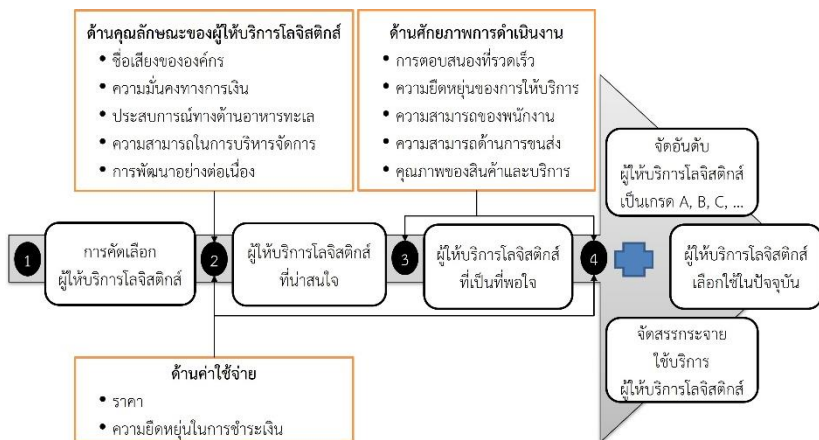 ด้านคุณลักษณะของผู้ให้บริการโลจิสติกส์
• ชื่อเสียงขององค์กร
• ความมั่นคงทางการเงิน
• ประสบการณ์ทางด้านอาหารทะเล
• ความสามารถในการบริหารจัดการ
• การพัฒนาอย่างต่อเนื่อง
ด้านศักยภาพการดำเนินงาน
• การตอบสนองที่รวดเร็ว
• ความยืดหยุ่นของการให้บริการ
• ความสามารถของพนักงาน
• ความสามารถด้านการขนส่ง
• คุณภาพของสินค้าและบริการ
1
การคัดเลือก
ผู้ให้บริการโลจิสติกส์
2
ผู้ให้บริการโลจิสติกส์
ที่น่าสนใจ
3
ผู้ให้บริการโลจิสติกส์
ที่เป็นที่พอใจ
4
จัดอันดับ
ผู้ให้บริการโลจิสติกส์
เป็นเกรด A, B, C, ...
ผู้ให้บริการโลจิสติกส์
เลือกใช้ในปัจจุบัน
จัดสรรกระจาย
ใช้บริการ
ผู้ให้บริการโลจิสติกส์
ด้านค่าใช้จ่าย
• ราคา
• ความยืดหยุ่นในการชำระเงิน